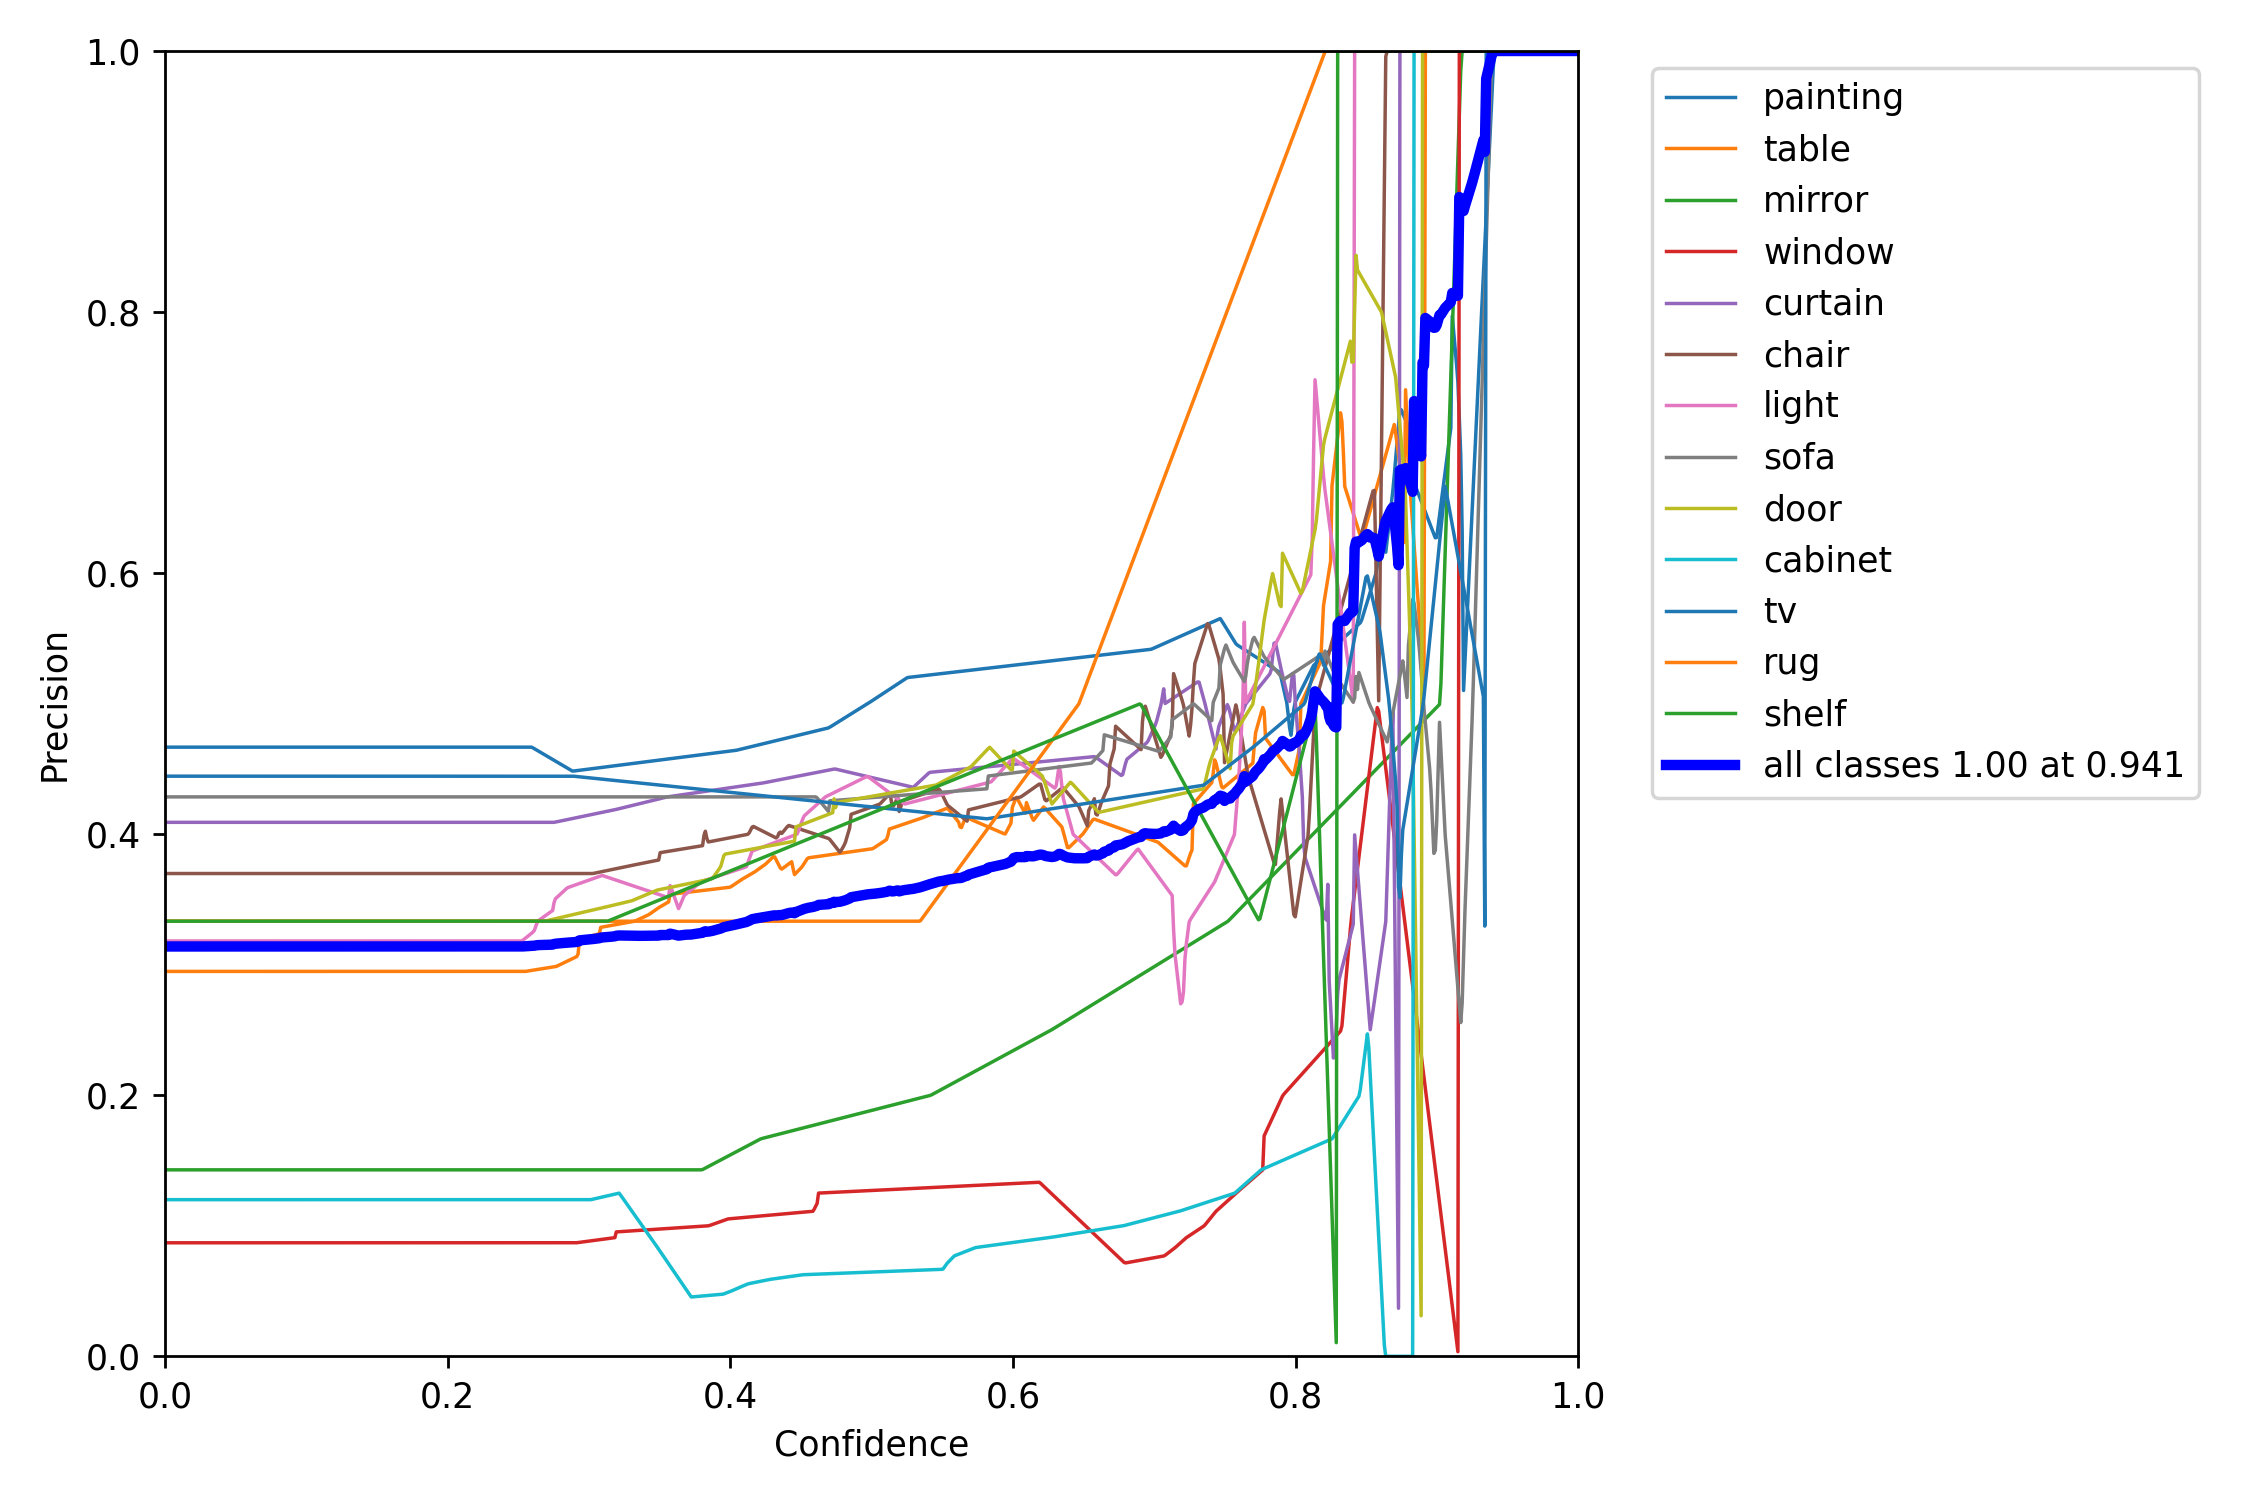 1.0
0.8
0.6
0.4
0.2
0.0
0.0 0.2 0.4 0.6 0.8 1.0
Precision
Confidence
painting
table
mirror
window
curtain
chair
light
sofa
door
cabinet
tv
rug
shelf
all classes 1.00 at 0.941